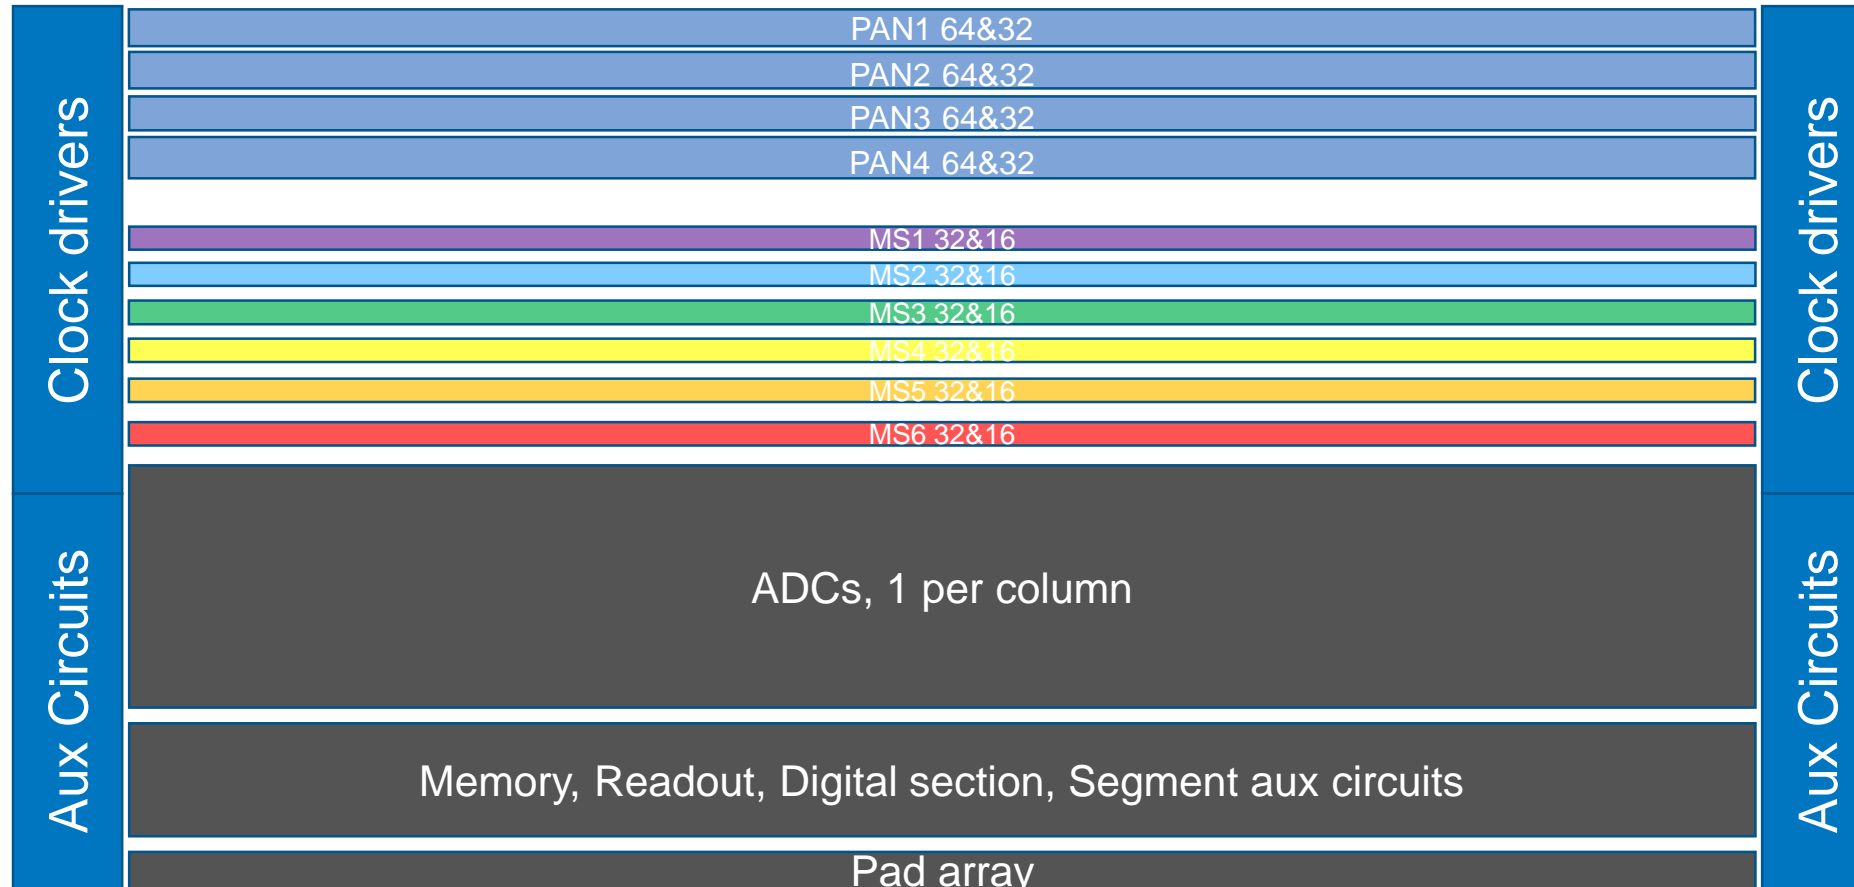 Clock drivers
Aux Circuits
PAN1 64&32
PAN2 64&32
PAN3 64&32
PAN4 64&32
MS1 32&16
MS2 32&16
MS3 32&16
MS4 32&16
MS5 32&16
MS6 32&16
ADCs, 1 per column
Memory, Readout, Digital section, Segment aux circuits
Pad array
Clock drivers
Aux Circuits